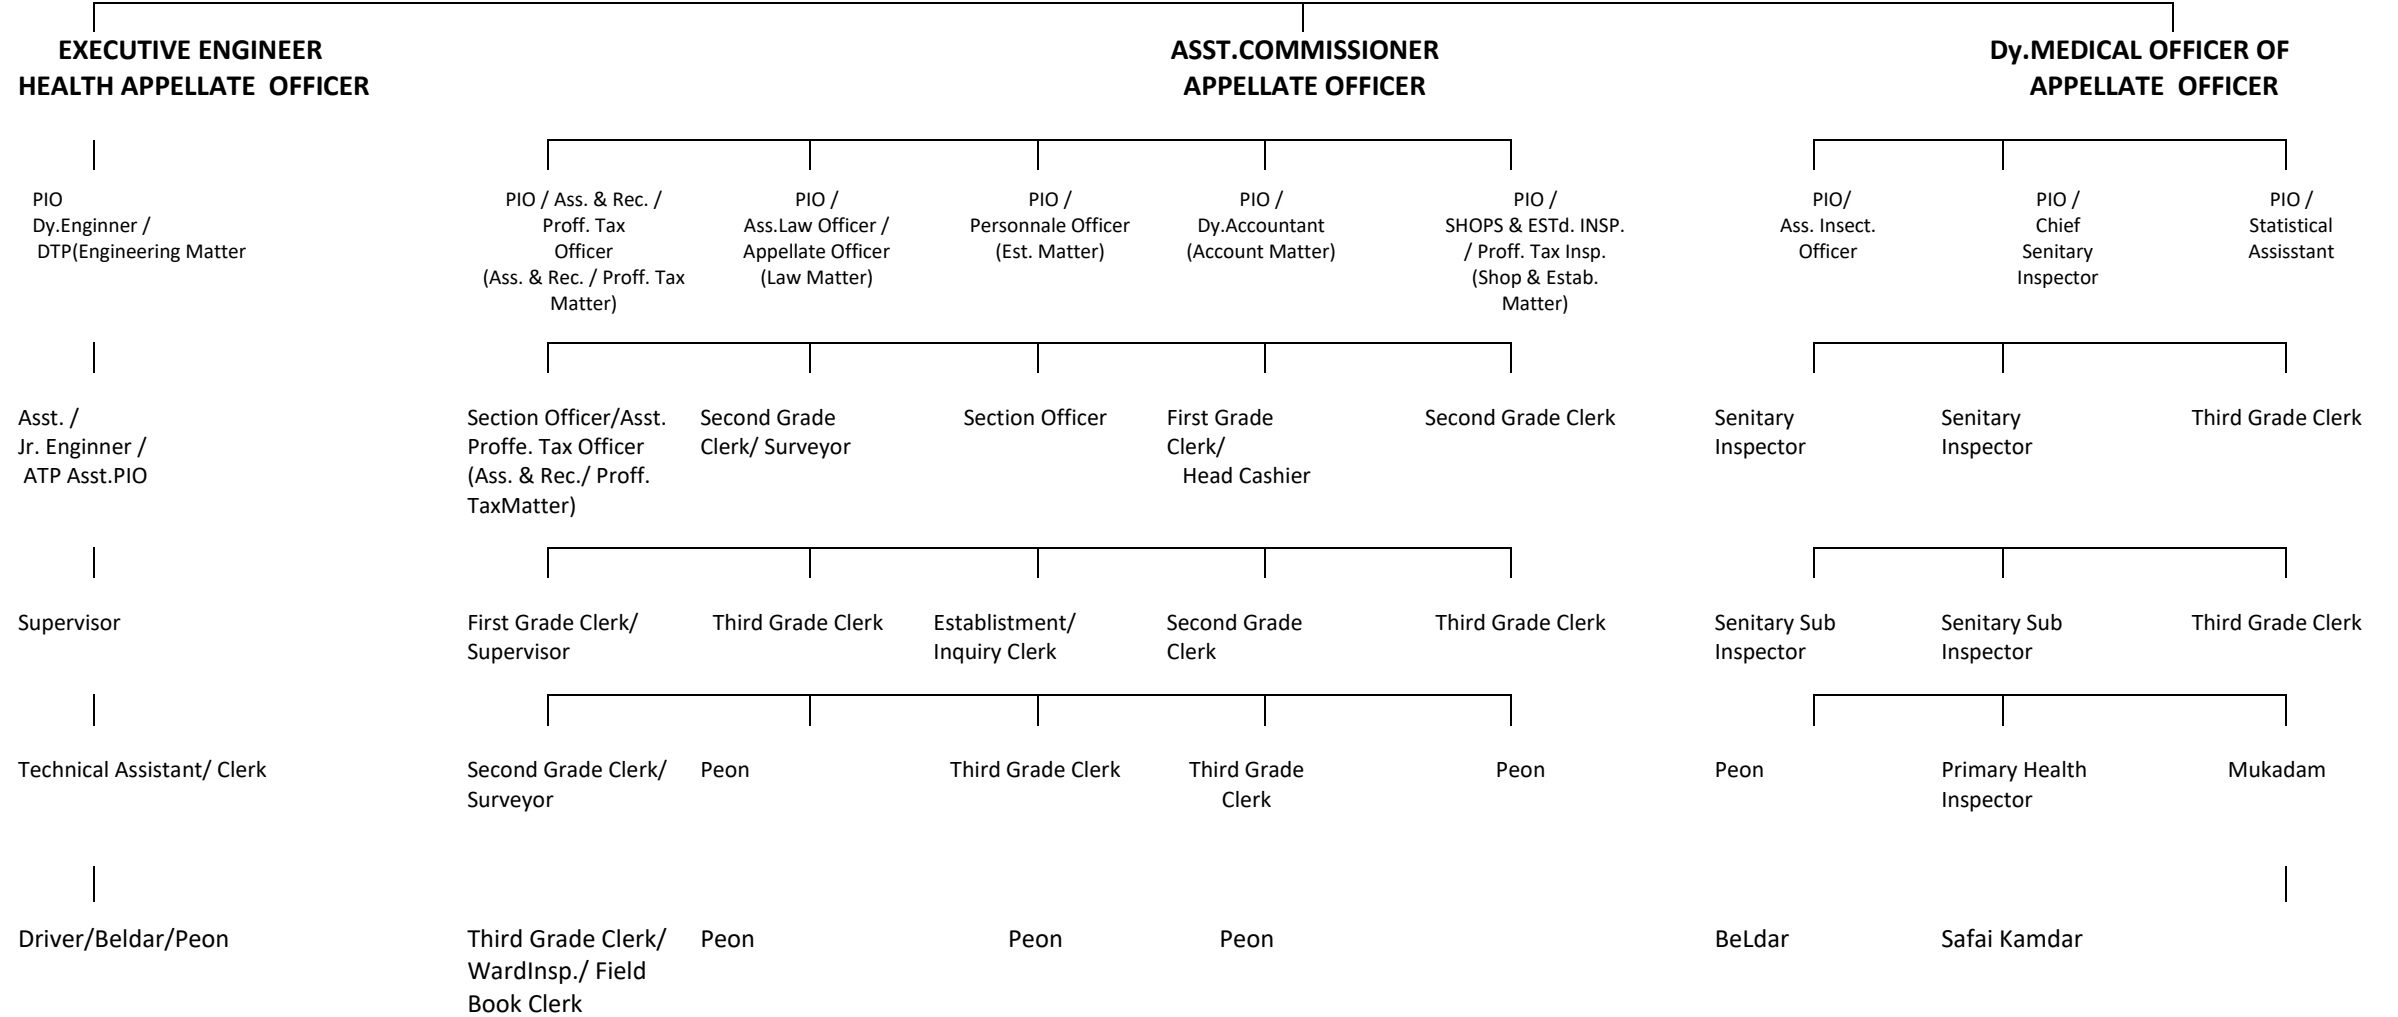 EXECUTIVE ENGINEER
HEALTH APPELLATE  OFFICER
ASST.COMMISSIONER
APPELLATE OFFICER
Dy.MEDICAL OFFICER OF
APPELLATE  OFFICER
PIO
Dy.Enginner /
DTP(Engineering Matter
PIO / Ass. & Rec. /
Proff. Tax
Officer
(Ass. & Rec. / Proff. Tax
Matter)
PIO /
Ass.Law Officer /
Appellate Officer
(Law Matter)
PIO /
Personnale Officer
(Est. Matter)
PIO /
Dy.Accountant
(Account Matter)
PIO /
SHOPS & ESTd. INSP.
/ Proff. Tax Insp.
(Shop & Estab.
Matter)
PIO/
Ass. Insect.
Officer
PIO /
Chief
Senitary
Inspector
PIO /
Statistical
Assisstant
Asst. /
Jr. Enginner /
ATP Asst.PIO
Section Officer/Asst.
Proffe. Tax Officer
(Ass. & Rec./ Proff.
TaxMatter)
Second Grade
Clerk/ Surveyor
Section Officer
First Grade
Clerk/
Head Cashier
Second Grade Clerk
Senitary
Inspector
Senitary
Inspector
Third Grade Clerk
Supervisor
First Grade Clerk/
Supervisor
Third Grade Clerk
Establistment/
Inquiry Clerk
Second Grade
Clerk
Third Grade Clerk
Senitary Sub
Inspector
Senitary Sub
Inspector
Third Grade Clerk
Technical Assistant/ Clerk
Second Grade Clerk/
Surveyor
Peon
Third Grade Clerk
Third Grade
Clerk
Peon
Peon
Primary Health
Inspector
Mukadam
Driver/Beldar/Peon
Third Grade Clerk/
WardInsp./ Field
Book Clerk
Peon
Peon
Peon
BeLdar
Safai Kamdar